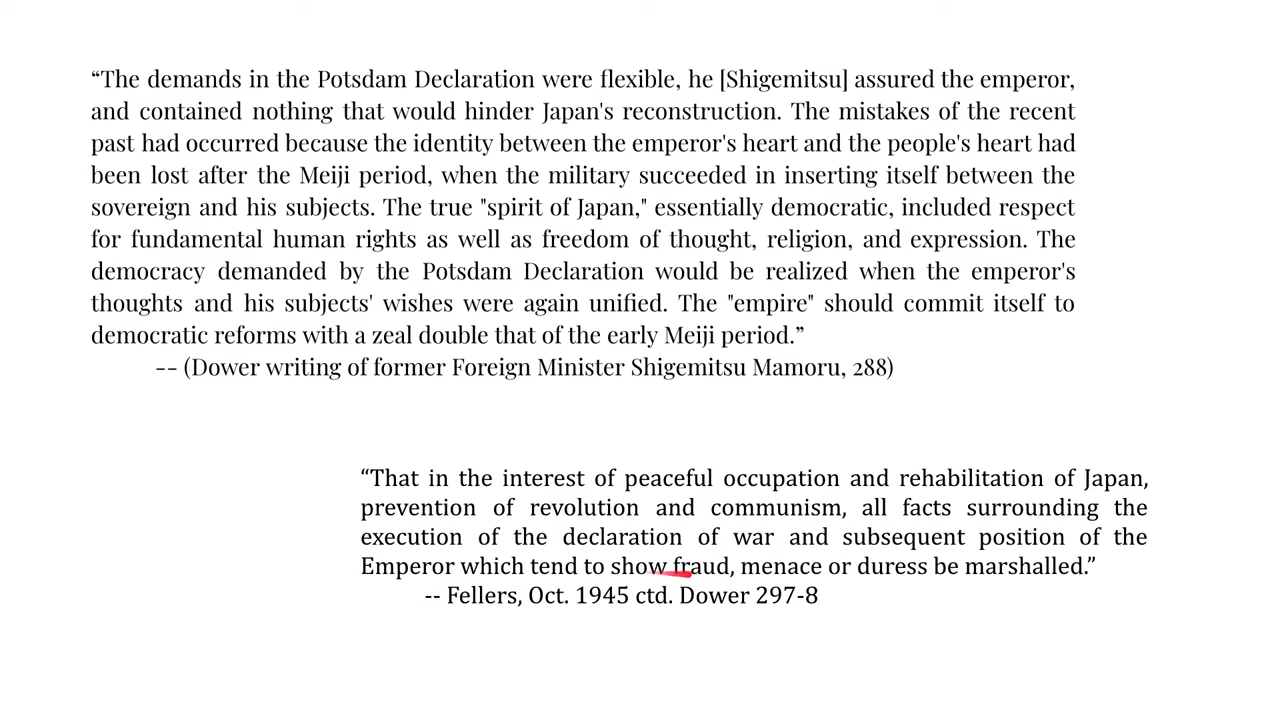 “The demands in the Potsdam Declaration were flexible, he [Shigemitsu] assured the emperor,
and contained nothing that would hinder Japan's reconstruction. The mistakes of the recent
past had occurred because the identity between the emperor's heart and the people's heart had
been lost after the Meiji period, when the military succeeded in inserting itself between the
sovereign and his subjects. The true "spirit of Japan," essentially democratic, included respect
for fundamental human rights as well as freedom of thought, religion, and expression. The
democracy demanded by the Potsdam Declaration would be realized when the emperor's
thoughts and his subjects' wishes were again unified. The "empire" should commit itself to
democratic reforms with a zeal double that of the early Meiji period.”
-- (Dower writing of former Foreign Minister Shigemitsu Mamoru, 288)
“That in the interest of peaceful occupation and rehabilitation of Japan,
prevention of revolution and communism, all facts surrounding the
execution of the declaration of war and subsequent position of the
Emperor which tend to show fraud, menace or duress be marshalled.”
-- Fellers, Oct. 1945 ctd. Dower 297-8